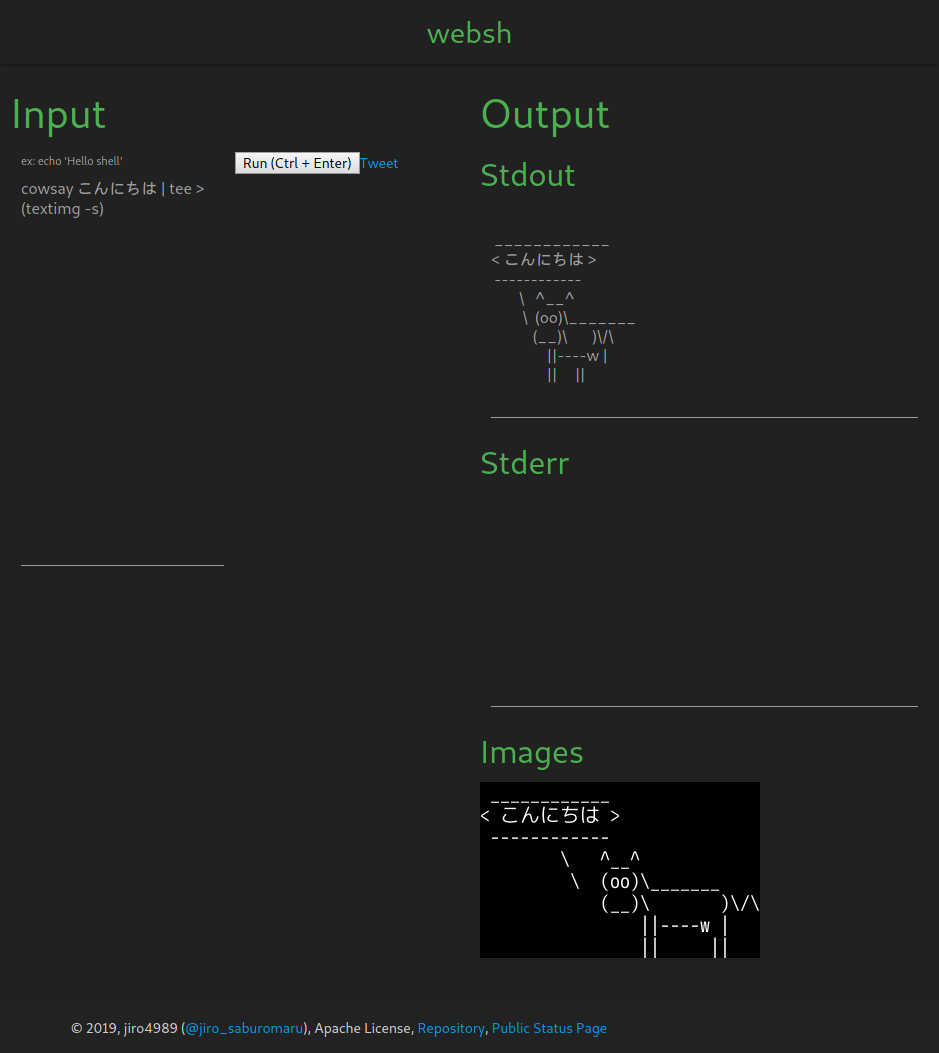 websh
Input
ex: echo 'Hello shell'
cowsay こんにちは | tee >
(textimg -s)
Run (Ctrl + Enter)
Tweet
Output
Stdout
____________
< こんにちは >
------------
\ ^__^
\ (oo)\_______
(__)\ )\/\
||----w |
|| ||
Stderr
Images
____________
< こんにちは >
------------
\ ^__^
\ (oo)\_______
(__)\ )\/\
||----w |
|| ||
© 2019, jiro4989 (@jiro_saburomaru), Apache License, Repository, Public Status Page